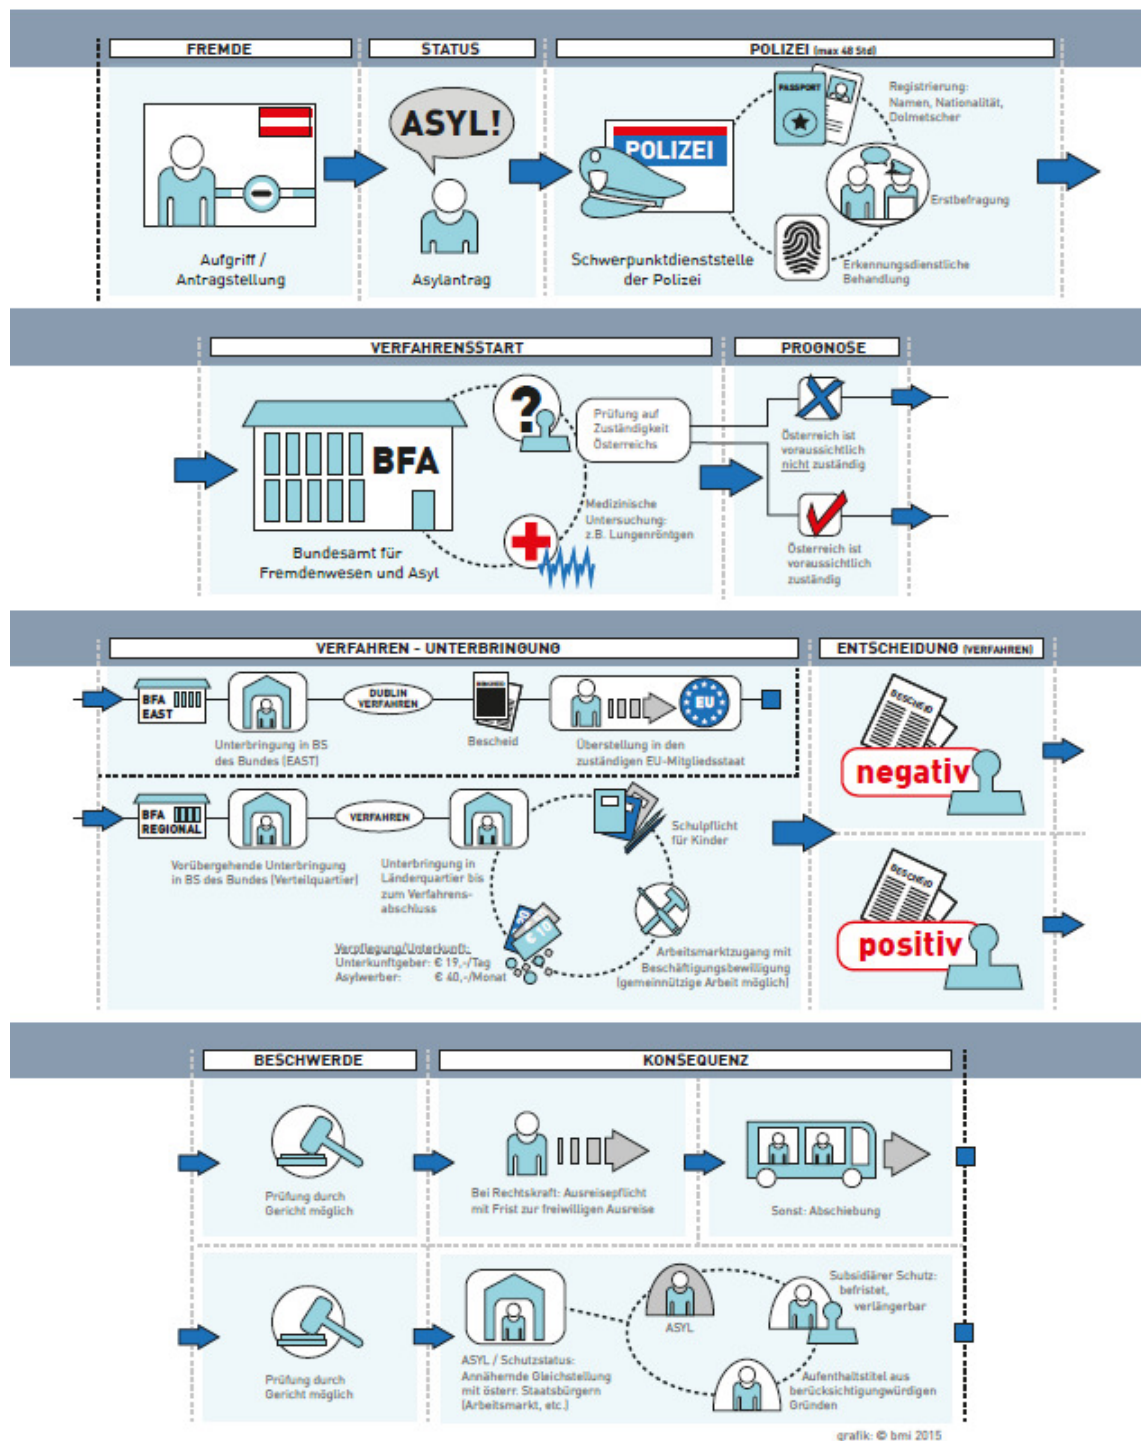 FREMDE
STATUS
POLIZEI (max 48 Std)
ASYL!
POLIZEI
PASSPORT
Registrierung:
Namen, Nationalität,
Dolmetscher
Erstbefragung
Erkennungsdienstliche
Behandlung
Aufgriff /
Antragstellung
Asylantrag
Schwerpunktdienststelle
der Polizei
VERFAHRENSSTART
PROGNOSE
BFA
?
Prüfung auf
Zuständigkeit
Österreichs
Medizinische
Untersuchung:
z.B. Lungenröntgen
Bundesamt für
Fremdenwesen und Asyl
Österreich ist
voraussichtlich
nicht zuständig
Österreich ist
voraussichtlich
zuständig
VERFAHREN - UNTERBRINGUNG
ENTSCHEIDUNG (VERFAHREN)
BFA
EAST
Unterbringung in BS
des Bundes (EAST)
DUBLIN
VERFAHREN
BESCHEID
Bescheid
EU
Überstellung in den
zuständigen EU-Mitgliedsstaat
BFA
REGIONAL
Vorübergehende Unterbringung
in BS des Bundes (Verteilquartier)
VERFAHREN
Unterbringung in
Länderquartier bis
zum Verfahrens-
abschluss
Schulpflicht
für Kinder
Arbeitsmarktzugang mit
Beschäftigungsbewilligung
(gemeinnützige Arbeit möglich)
€ 10
Verpflegung/Unterkunft:
Unterkunftgeber: € 19,-/Tag
Asylwerber: € 40,-/Monat
BESCHEID
negativ
BESCHEID
positiv
BESCHWERDE
KONSEQUENZ
Prüfung durch
Gericht möglich
Bei Rechtskraft: Ausreisepflicht
mit Frist zur freiwilligen Ausreise
Sonst: Abschiebung
Prüfung durch
Gericht möglich
ASYL / Schutzstatus:
Annähernde Gleichstellung
mit österr. Staatsbürgern
(Arbeitsmarkt, etc.)
ASYL
Subsidiärer Schutz:
befristet,
verlängerbar
Aufenthaltstitel aus
berücksichtigungwürdigen
Gründen
grafik: © bmi 2015